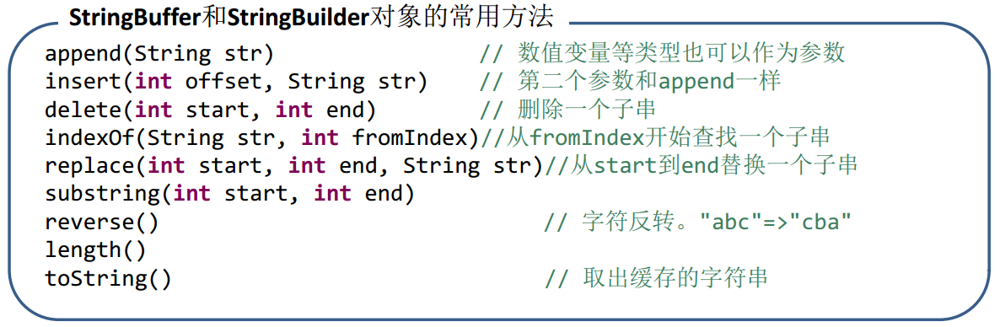 StringBuffer和StringBuilder对象的常用方法
append(String str) // 数值变量等类型也可以作为参数
insert(int offset, String str) // 第二个参数和append一样
delete(int start, int end) // 删除一个子串
indexOf(String str, int fromIndex)//从fromIndex开始查找一个子串
replace(int start, int end, String str)//从start到end替换一个子串
substring(int start, int end)
reverse() // 字符反转。"abc"=>"cba"
length()
toString() // 取出缓存的字符串